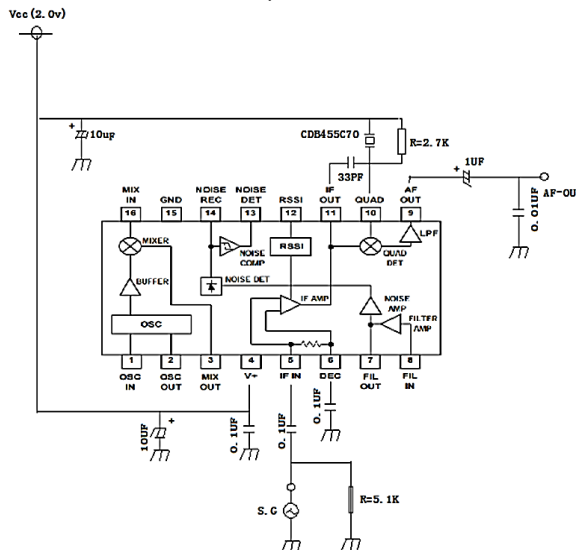 Vcc(2.0v)
+
10uF
CDB455C70
R=2.7K
33PF
+
1UF
AF-OU
0.01UF
MIX IN
GND
NOISE REC
NOISE DET
RSSI
IF OUT
QUAD
AF OUT
16
15
14
13
12
11
10
9
MIXER
NOISE COMP
RSSI
LPF
QUAD DET
BUFFER
NOISE DET
IF AMP
NOISE AMP
FILTER AMP
OSC
1
2
3
4
5
6
7
8
OSC IN
OSC OUT
MIX OUT
V+
IF IN
DEC
FIL OUT
FIL IN
10UF
+
0.1UF
0.1UF
0.1UF
S.G
R=5.1K